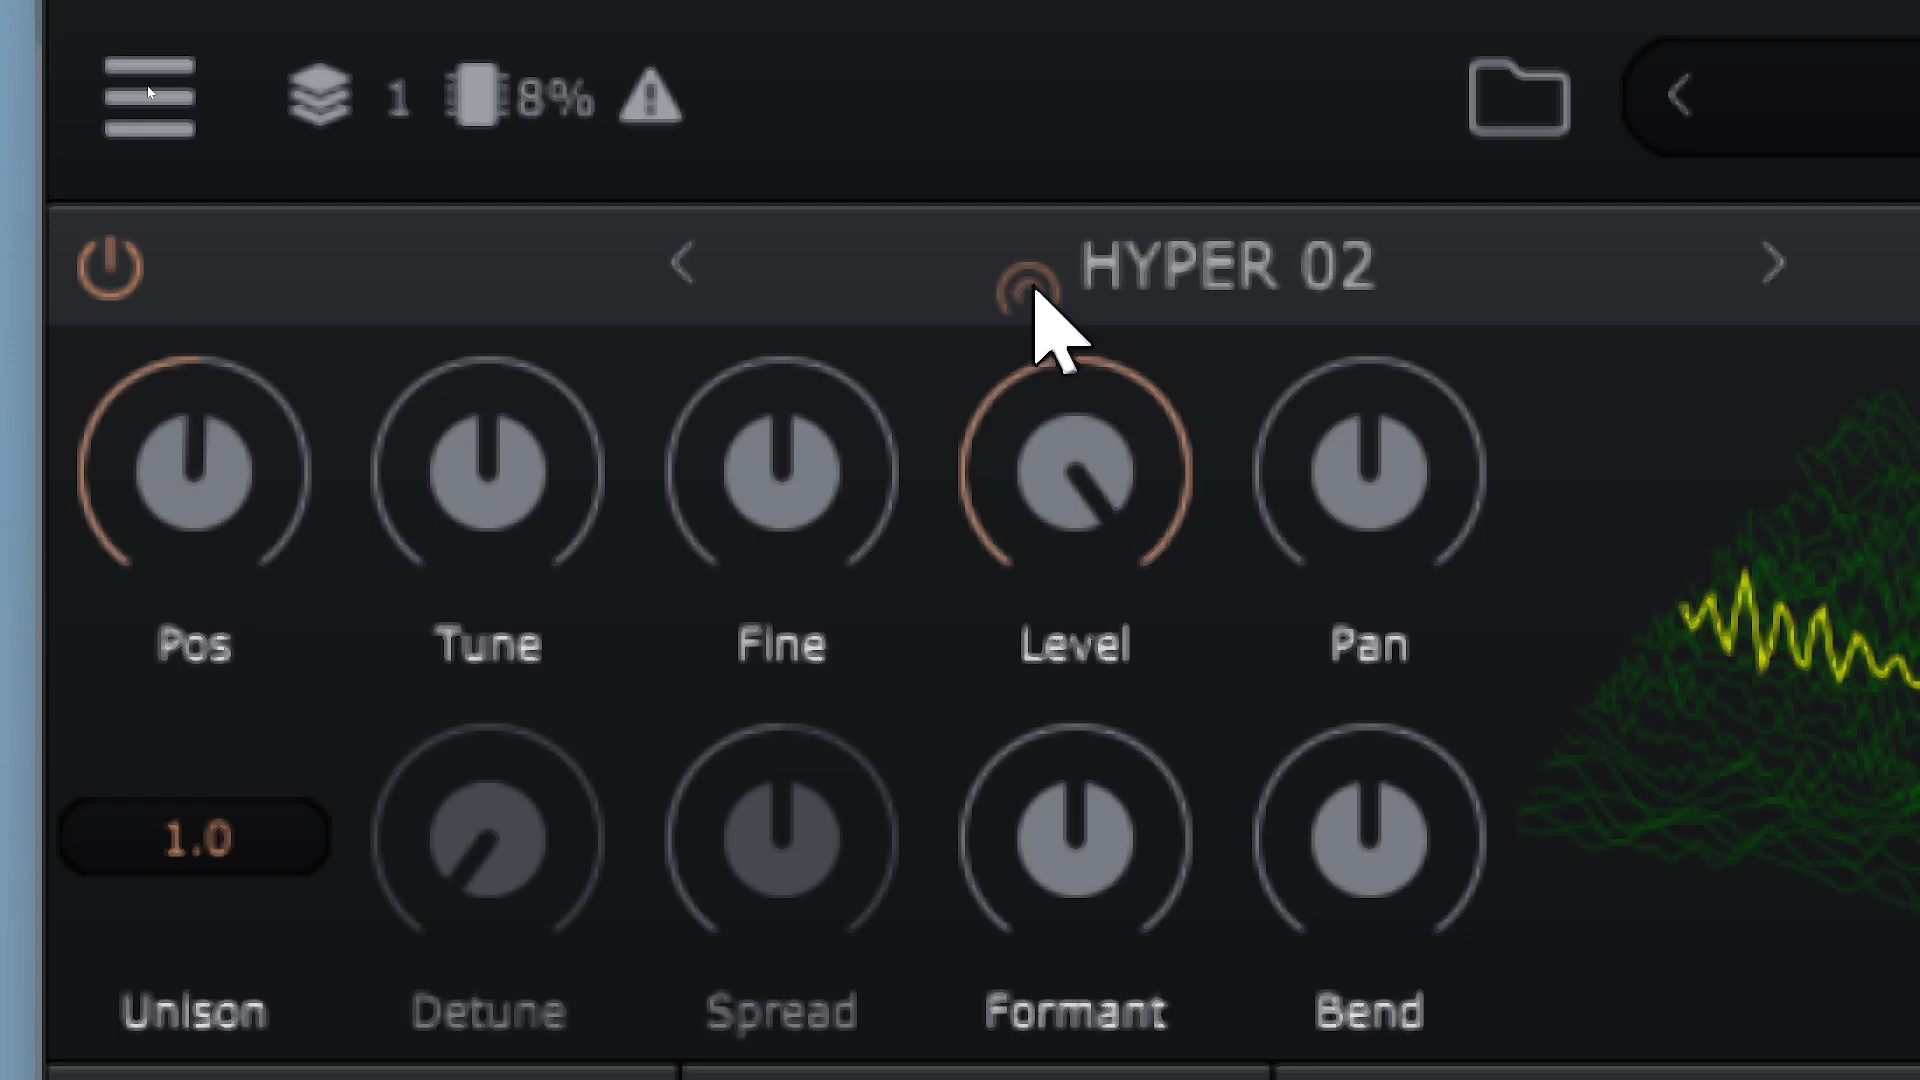 1 8%
HYPER 02
Pos Tune Fine Level Pan
1.0
Unison Detune Spread Formant Bend